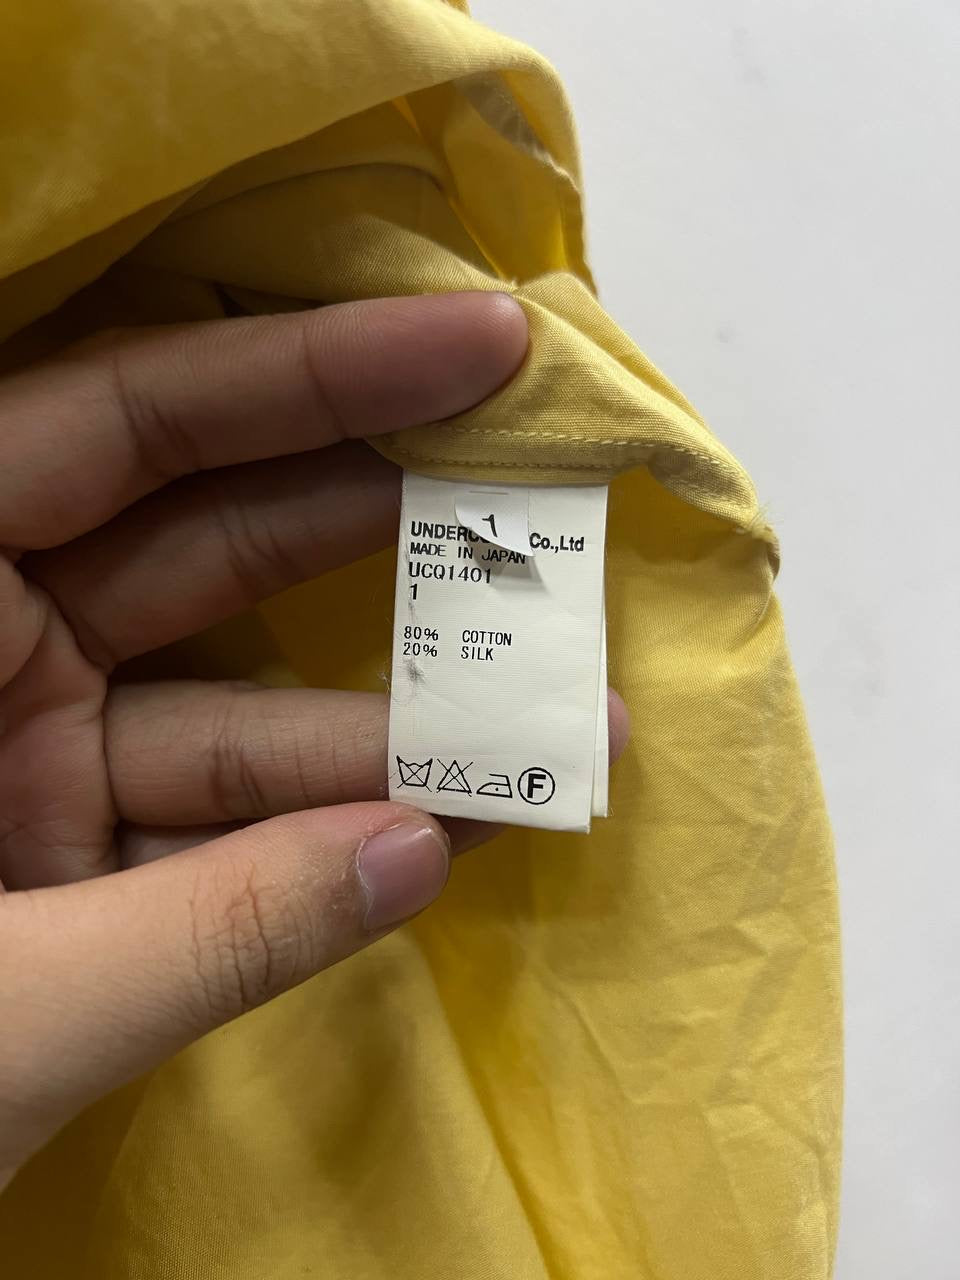 1
Co.,Ltd
MADE IN JAPAN
UCQ1401
1
80% COTTON
20% SILK
F